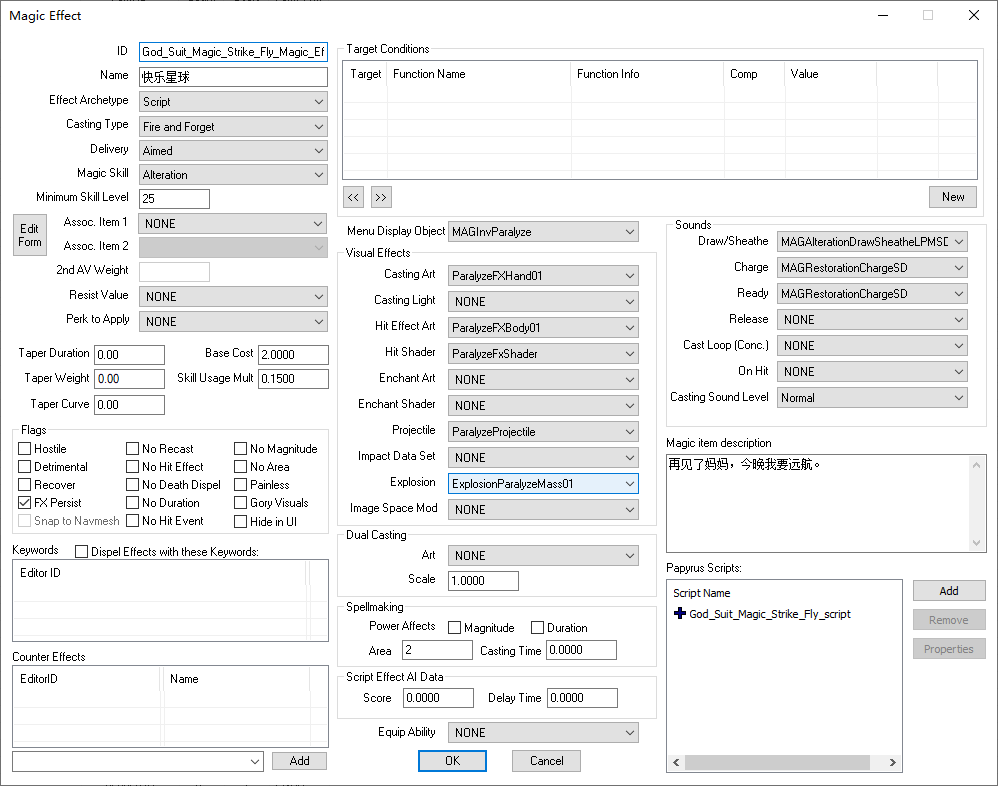 Magic Effect
ID God_Suit_Magic_Strike_Fly_Magic_Ef
Name 快乐星球
Effect Archetype Script
Casting Type Fire and Forget
Delivery Aimed
Magic Skill Alteration
Minimum Skill Level 25
Edit Form
Assoc. Item 1 NONE
Assoc. Item 2
2nd AV Weight
Resist Value NONE
Perk to Apply NONE
Taper Duration 0.00 Base Cost 2.0000
Taper Weight 0.00 Skill Usage Mult 0.1500
Taper Curve 0.00
Flags
Hostile No Recast No Magnitude
Detrimental No Hit Effect No Area
Recover No Death Dispel Painless
FX Persist No Duration Gory Visuals
Snap to Navmesh No Hit Event Hide in UI
Keywords Dispel Effects with these Keywords:
Editor ID
Counter Effects
EditorID Name
Add
Target Conditions
Target Function Name Function Info Comp Value
<< >> New
Menu Display Object MAGInvParalyze
Visual Effects
Casting Art ParalyzeFXHand01
Casting Light NONE
Hit Effect Art ParalyzeFXBody01
Hit Shader ParalyzeFxShader
Enchant Art NONE
Enchant Shader NONE
Projectile ParalyzeProjectile
Impact Data Set NONE
Explosion ExplosionParalyzeMass01
Image Space Mod NONE
Dual Casting
Art NONE
Scale 1.0000
Spellmaking
Power Affects Magnitude Duration
Area 2 Casting Time 0.0000
Script Effect AI Data
Score 0.0000 Delay Time 0.0000
Equip Ability NONE
OK Cancel
Sounds
Draw/Sheathe MAGAlterationDrawSheatheLPMSD
Charge MAGRestorationChargeSD
Ready MAGRestorationChargeSD
Release NONE
Cast Loop (Conc.) NONE
On Hit NONE
Casting Sound Level Normal
Magic item description
再见了妈妈，今晚我要远航。
Papyrus Scripts:
Script Name
God_Suit_Magic_Strike_Fly_script
Add
Remove
Properties